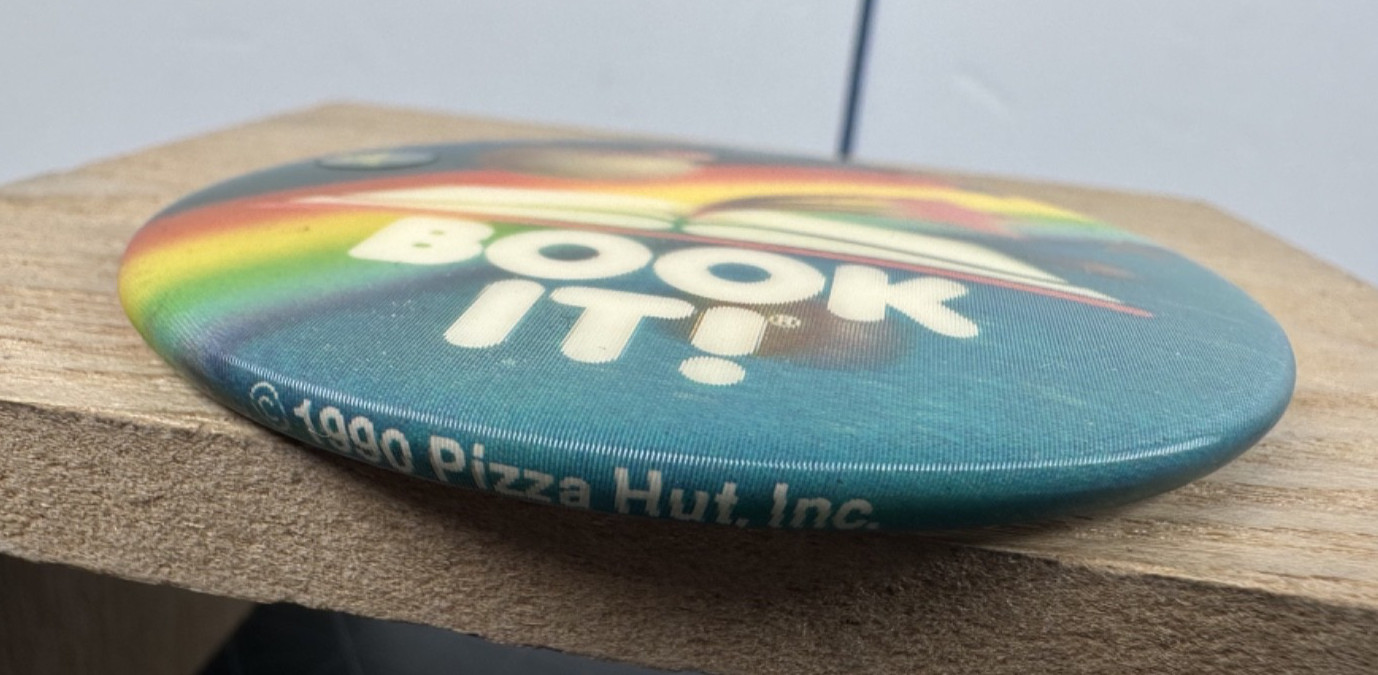 BOOK
IT!®
© 1990 Pizza Hut, Inc.